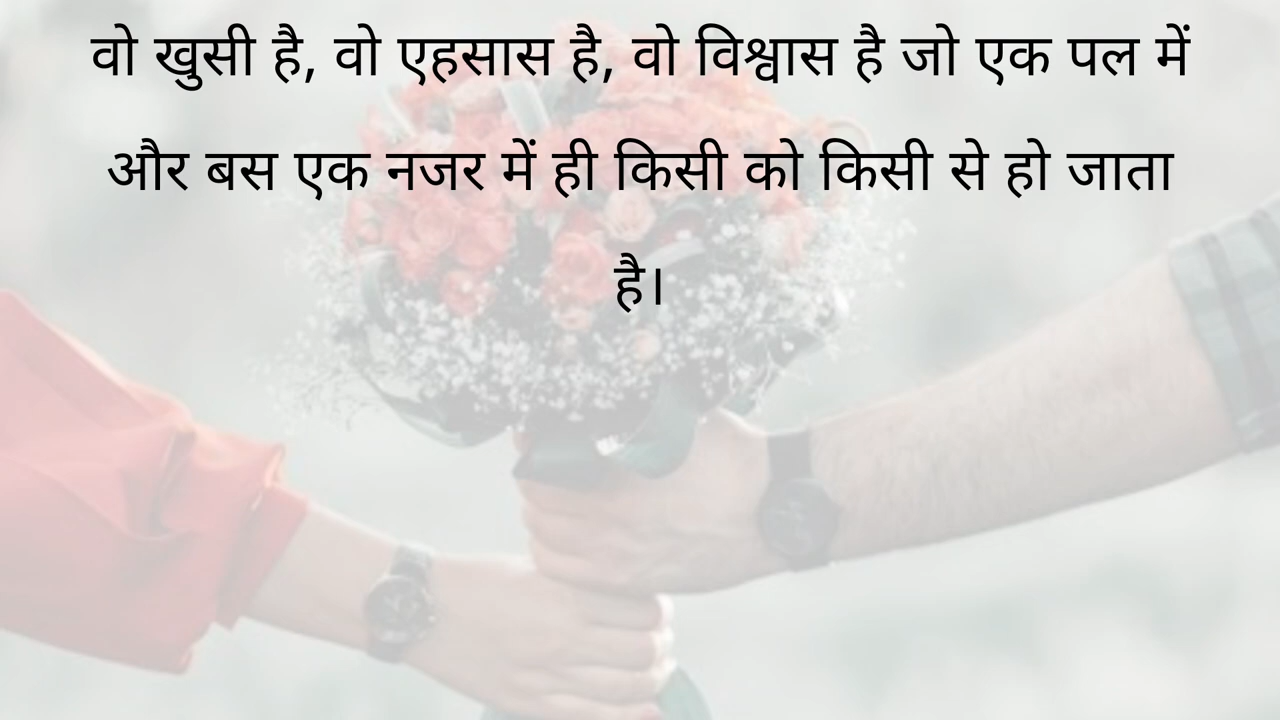 वो खुसी है, वो एहसास है, वो विश्वास है जो एक पल में
और बस एक नजर में ही किसी को किसी से हो जाता
है।